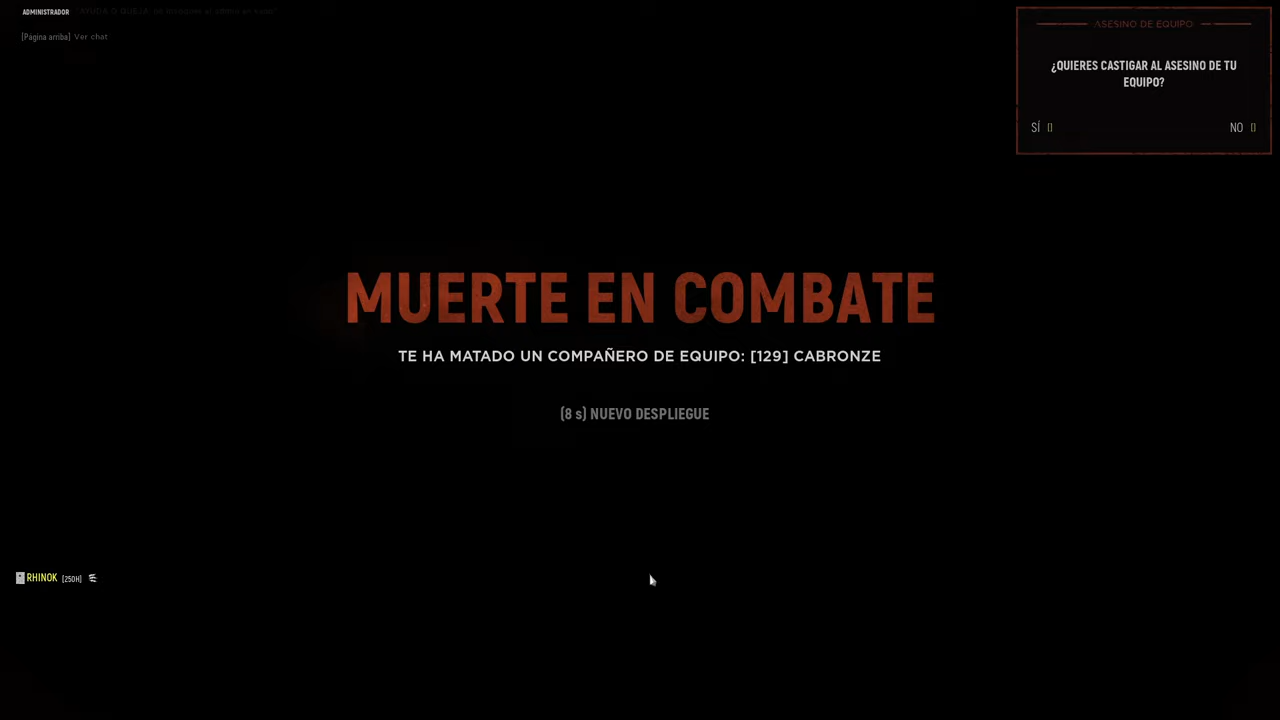 ADMINISTRADOR
[Página arriba] Ver chat
ASESINO DE EQUIPO
¿QUIERES CASTIGAR AL ASESINO DE TU
EQUIPO?
SÍ [] NO []
MUERTE EN COMBATE
TE HA MATADO UN COMPAÑERO DE EQUIPO: [129] CABRONZE
(8 s) NUEVO DESPLIEGUE
RHINOK [250H]